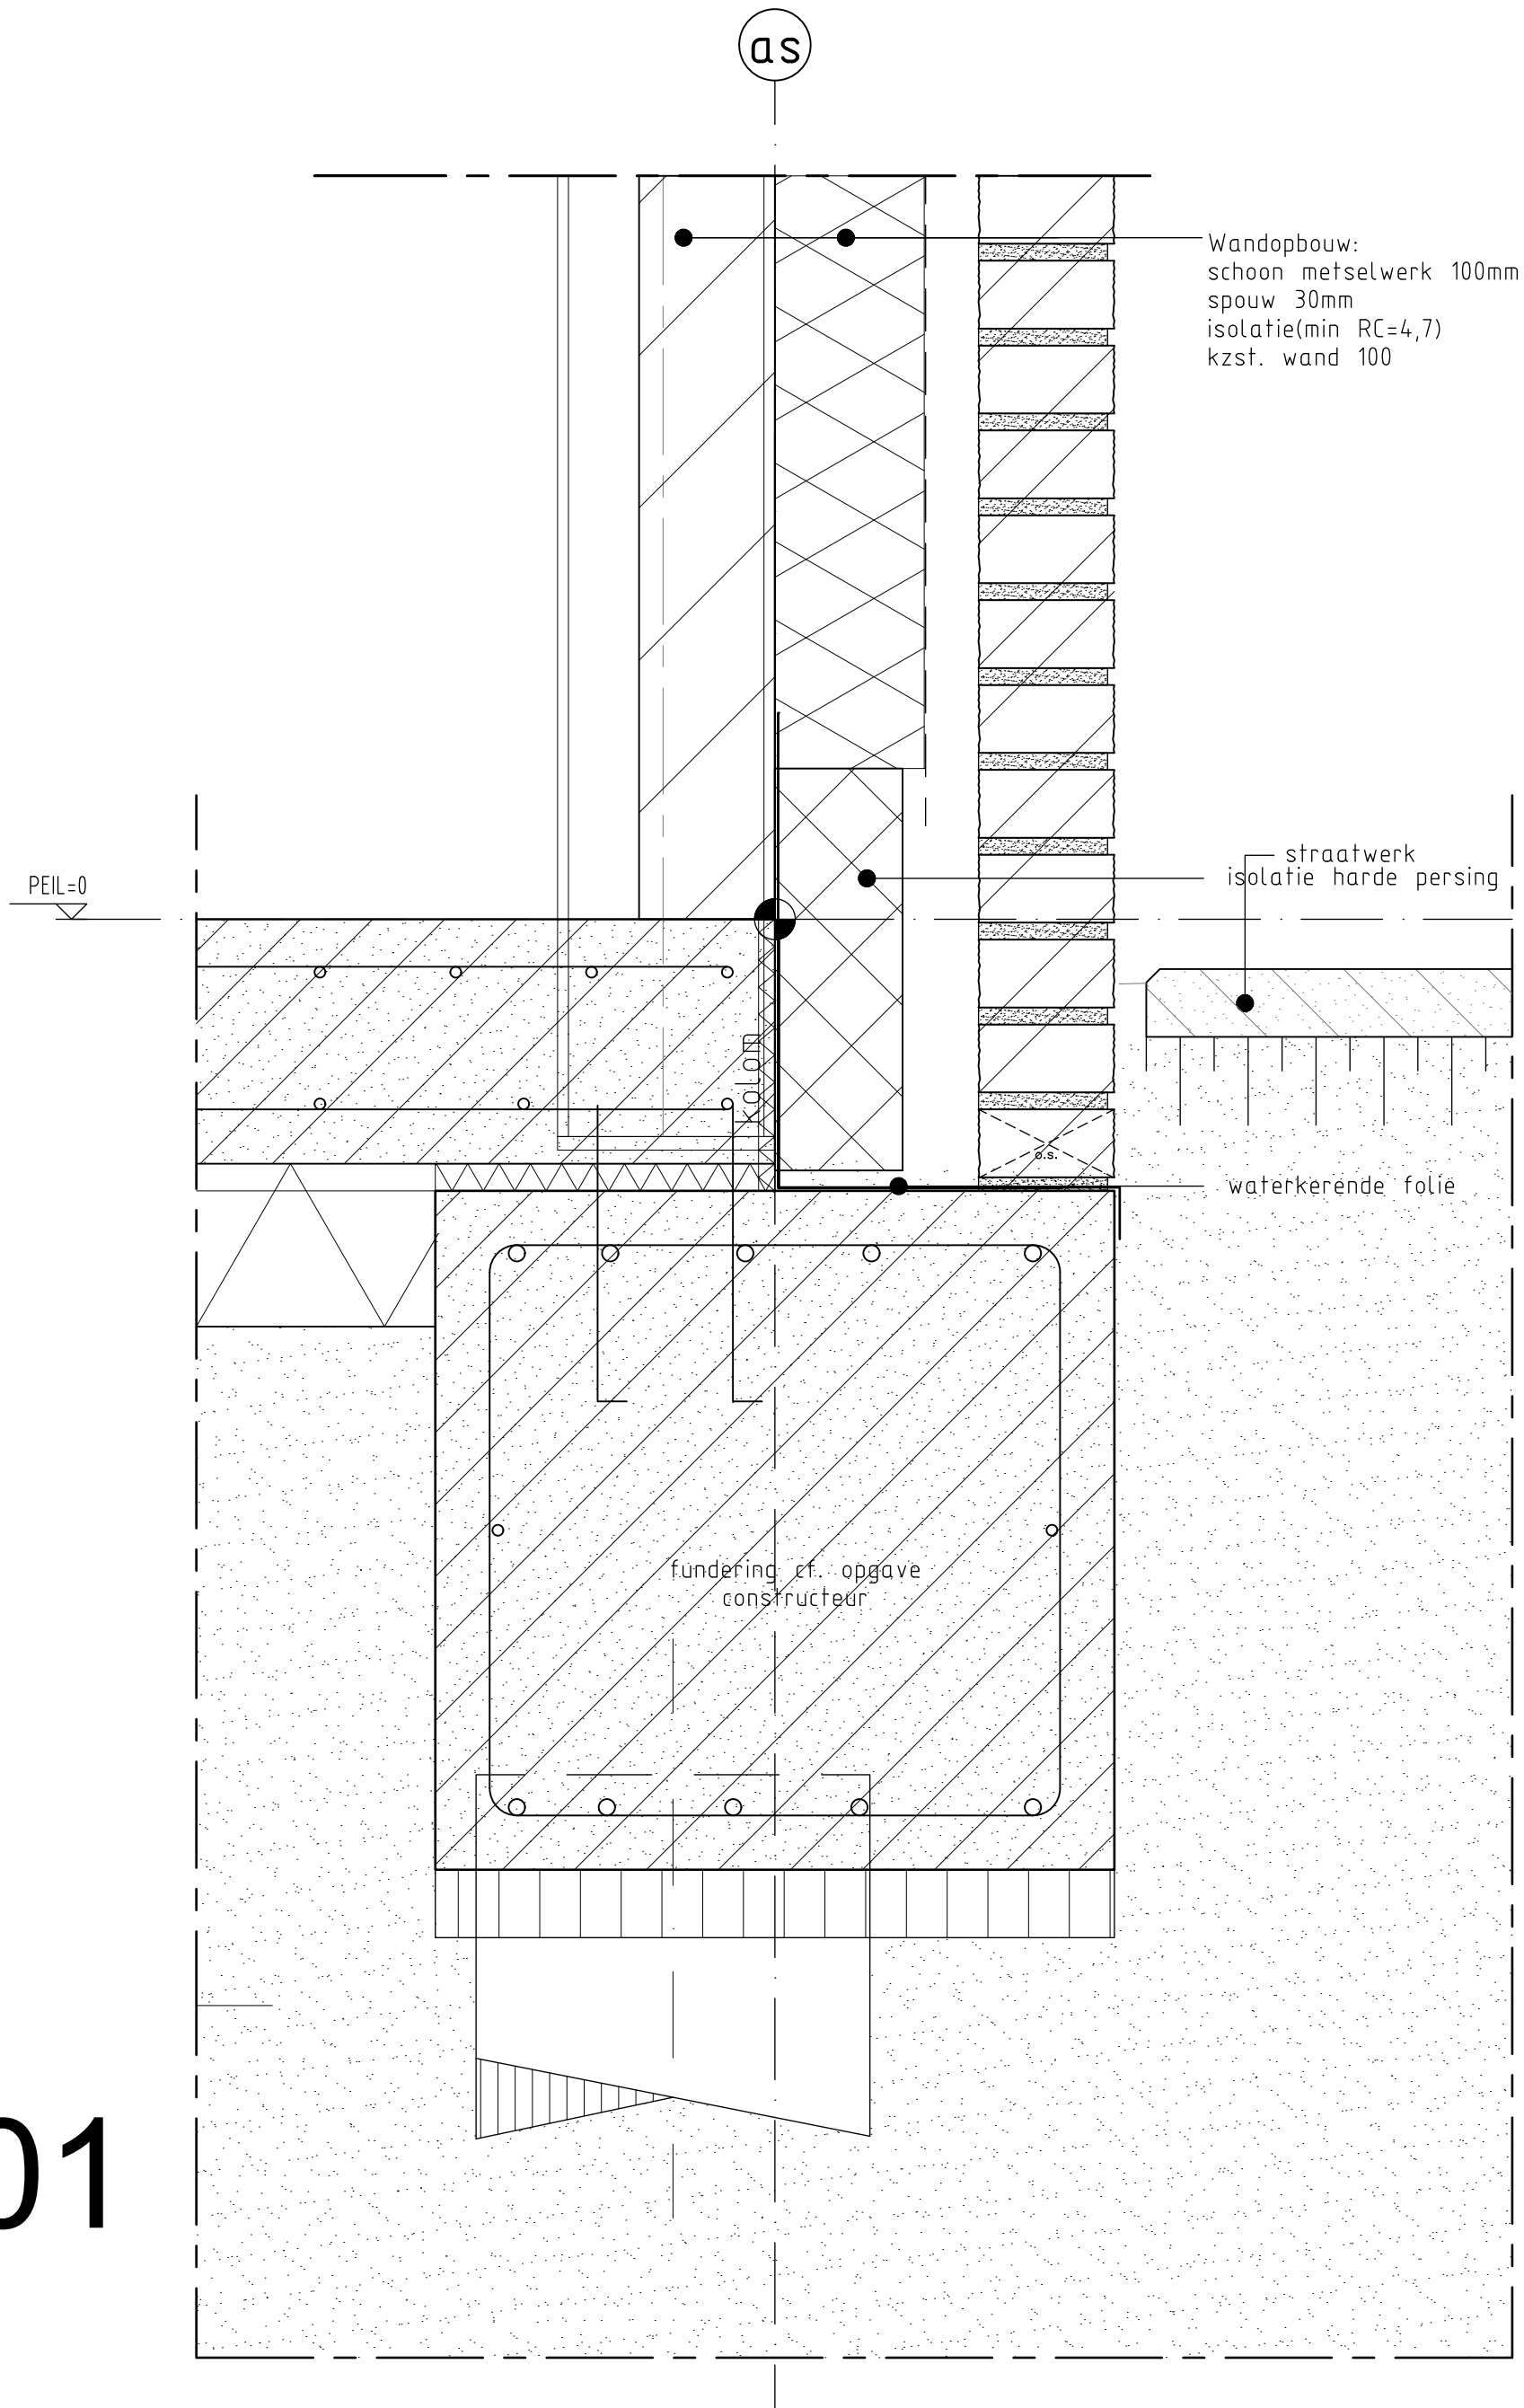 as
Wandopbouw:
schoon metselwerk 100mm
spouw 30mm
isolatie(min RC=4,7)
kzst. wand 100
straatwerk
isolatie harde persing
PEIL=0
KOLOM
o.s.
waterkerende folie
fundering cf. opgave
constructeur
01